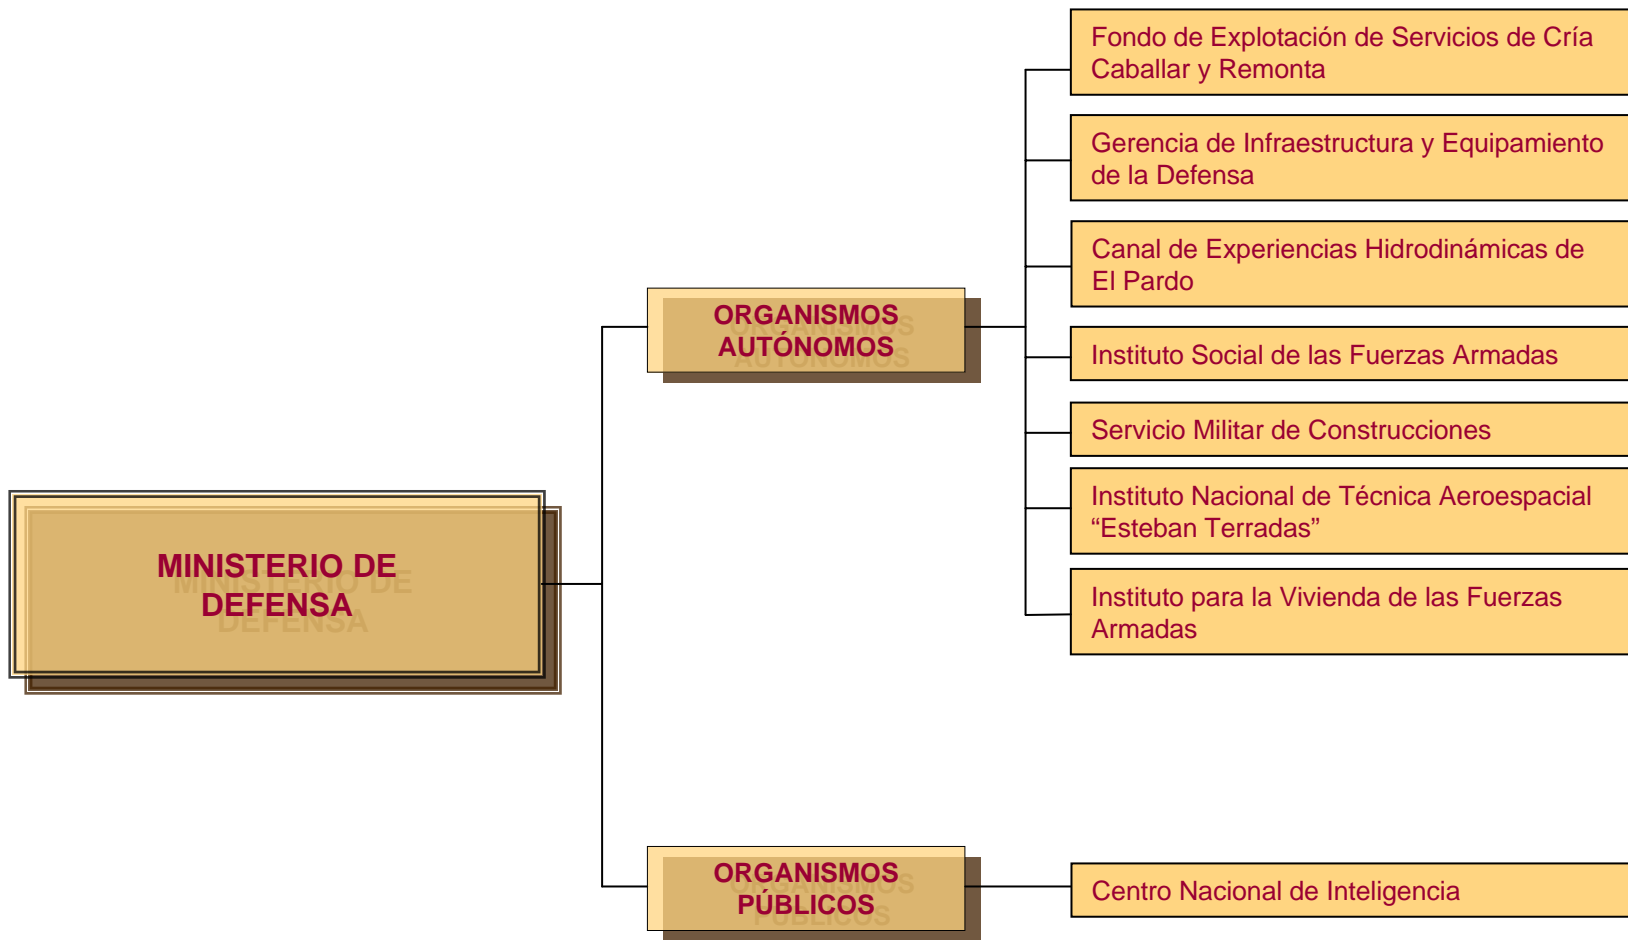 MINISTERIO DE
DEFENSA
ORGANISMOS
AUTÓNOMOS
Fondo de Explotación de Servicios de Cría
Caballar y Remonta
Gerencia de Infraestructura y Equipamiento
de la Defensa
Canal de Experiencias Hidrodinámicas de
El Pardo
Instituto Social de las Fuerzas Armadas
Servicio Militar de Construcciones
Instituto Nacional de Técnica Aeroespacial
“Esteban Terradas”
Instituto para la Vivienda de las Fuerzas
Armadas
ORGANISMOS
PÚBLICOS
Centro Nacional de Inteligencia